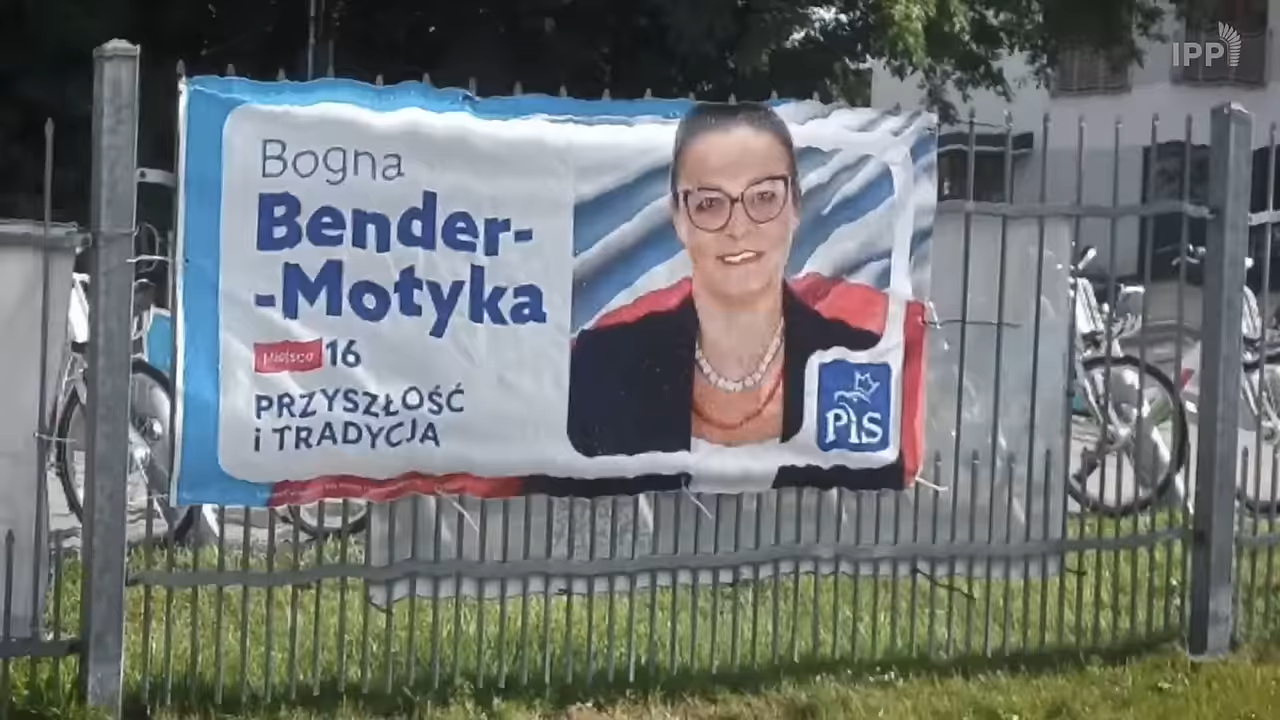 IPP
Bogna
Bender-
-Motyka
Miejsce 16
PRZYSZŁOŚĆ
i TRADYCJA
PiS